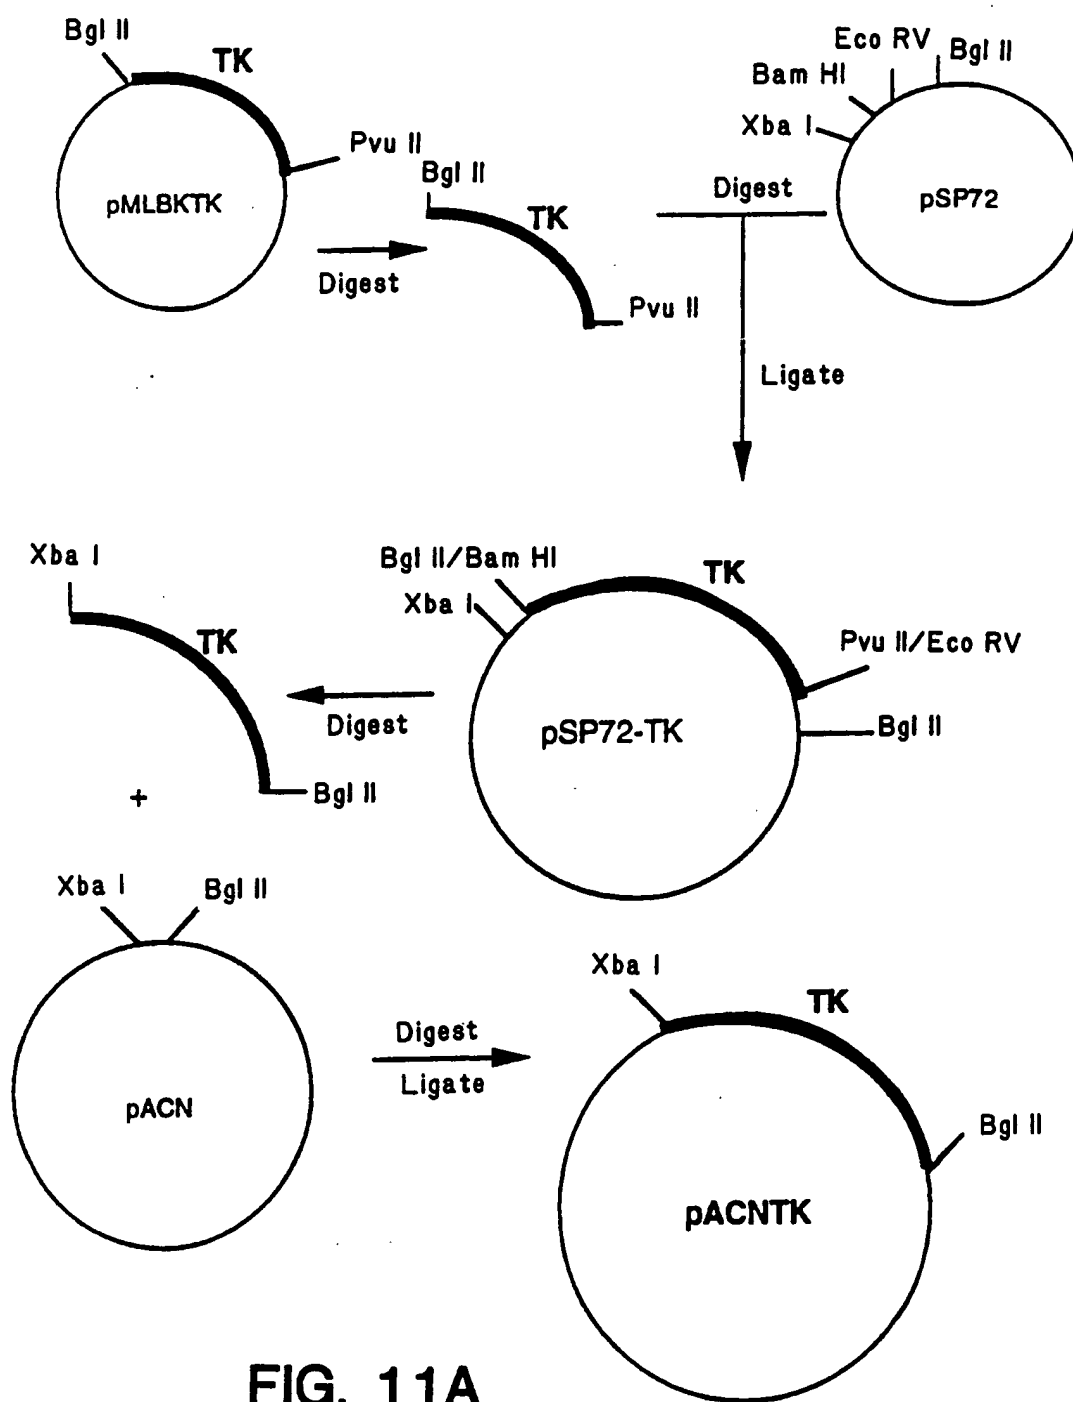 Bgl II
TK
Pvu II
pMLBKTK
Digest
Bgl II
TK
Pvu II
Eco RV
Bgl II
Bam HI
Xba I
pSP72
Digest
Ligate
Xba I
TK
Bgl II
Digest
Bgl II/Bam HI
Xba I
TK
Pvu II/Eco RV
Bgl II
pSP72-TK
+
Xba I
Bgl II
pACN
Digest
Ligate
Xba I
TK
Bgl II
pACNTK
FIG. 11A